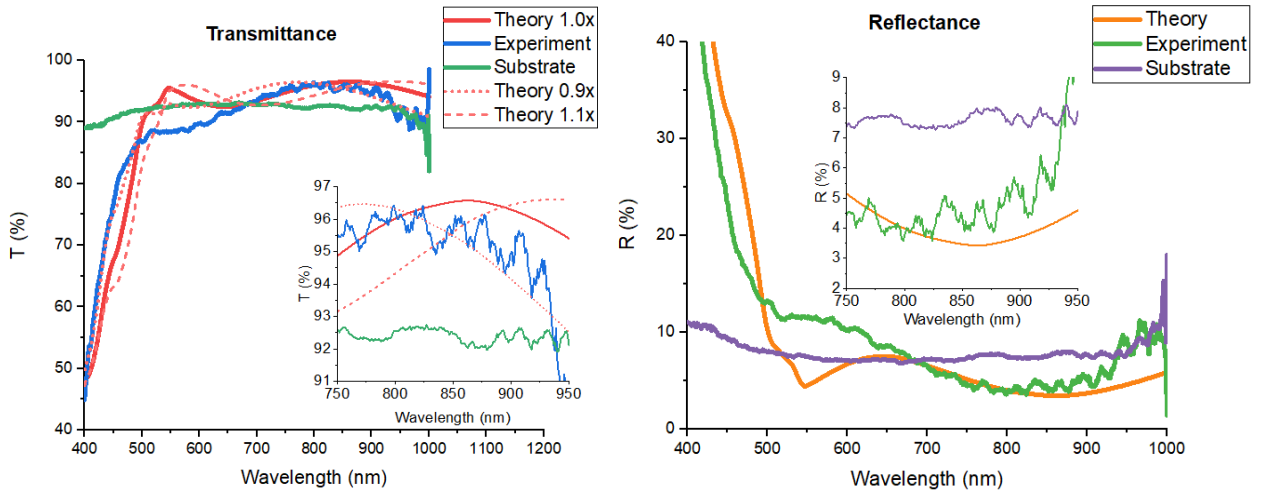 Transmittance
Theory 1.0x
Experiment
Substrate
Theory 0.9x
Theory 1.1x
100
90
80
70
60
50
40
T (%)
400 500 600 700 800 900 1000 1100 1200
Wavelength (nm)
97
96
95
94
93
92
91
T (%)
750 800 850 900 950
Wavelength (nm)
Reflectance
Theory
Experiment
Substrate
40
30
20
10
0
R (%)
400 500 600 700 800 900 1000
Wavelength (nm)
9
8
7
6
5
4
3
2
R (%)
750 800 850 900 950
Wavelength (nm)